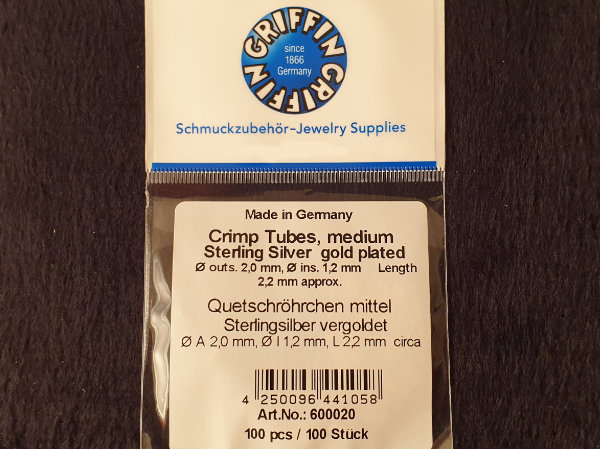 GRIFFIN GRIFFIN
since
1866
Germany
Schmuckzubehör-Jewelry Supplies
Made in Germany
Crimp Tubes, medium
Sterling Silver gold plated
Ø outs. 2,0 mm, Ø ins. 1,2 mm Length
2,2 mm approx.
Quetschröhrchen mittel
Sterlingsilber vergoldet
Ø A 2,0 mm, Ø I 1,2 mm, L 2,2 mm circa
4 250096 441058
Art.No.: 600020
100 pcs / 100 Stück